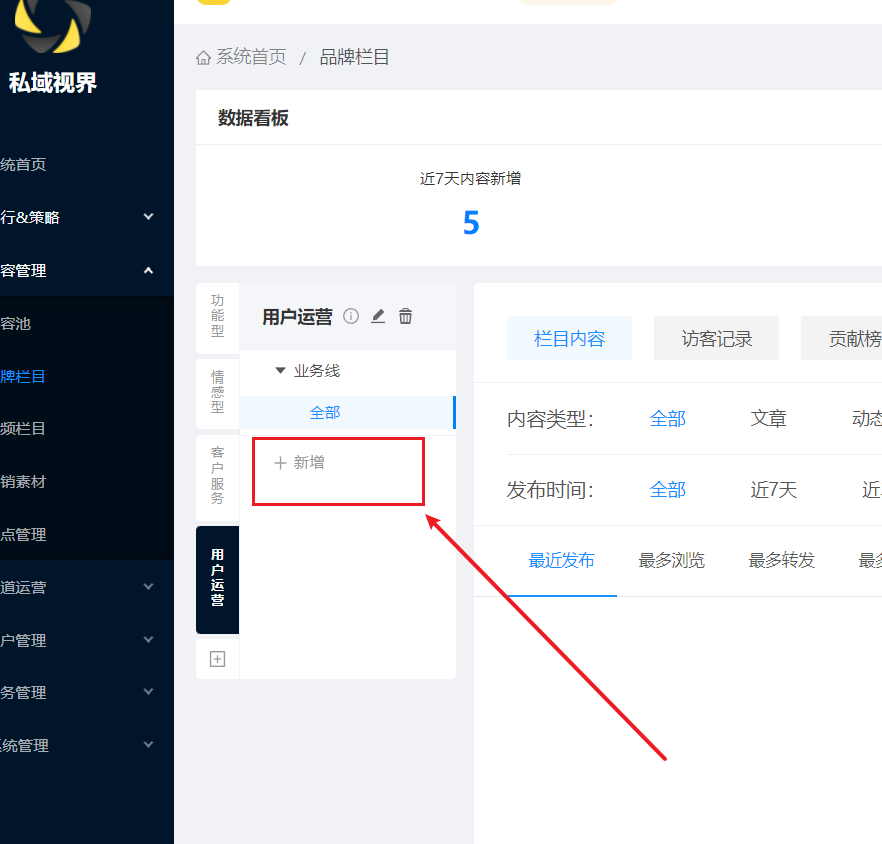 私域视界
统首页
行&策略
容管理
容池
牌栏目
频栏目
销素材
点管理
道运营
户管理
务管理
统管理
系统首页 / 品牌栏目
数据看板
近7天内容新增
5
功能型
情感型
客户服务
用户运营
用户运营
业务线
全部
新增
栏目内容 访客记录 贡献榜
内容类型: 全部 文章 动态
发布时间: 全部 近7天 近
最近发布 最多浏览 最多转发 最多